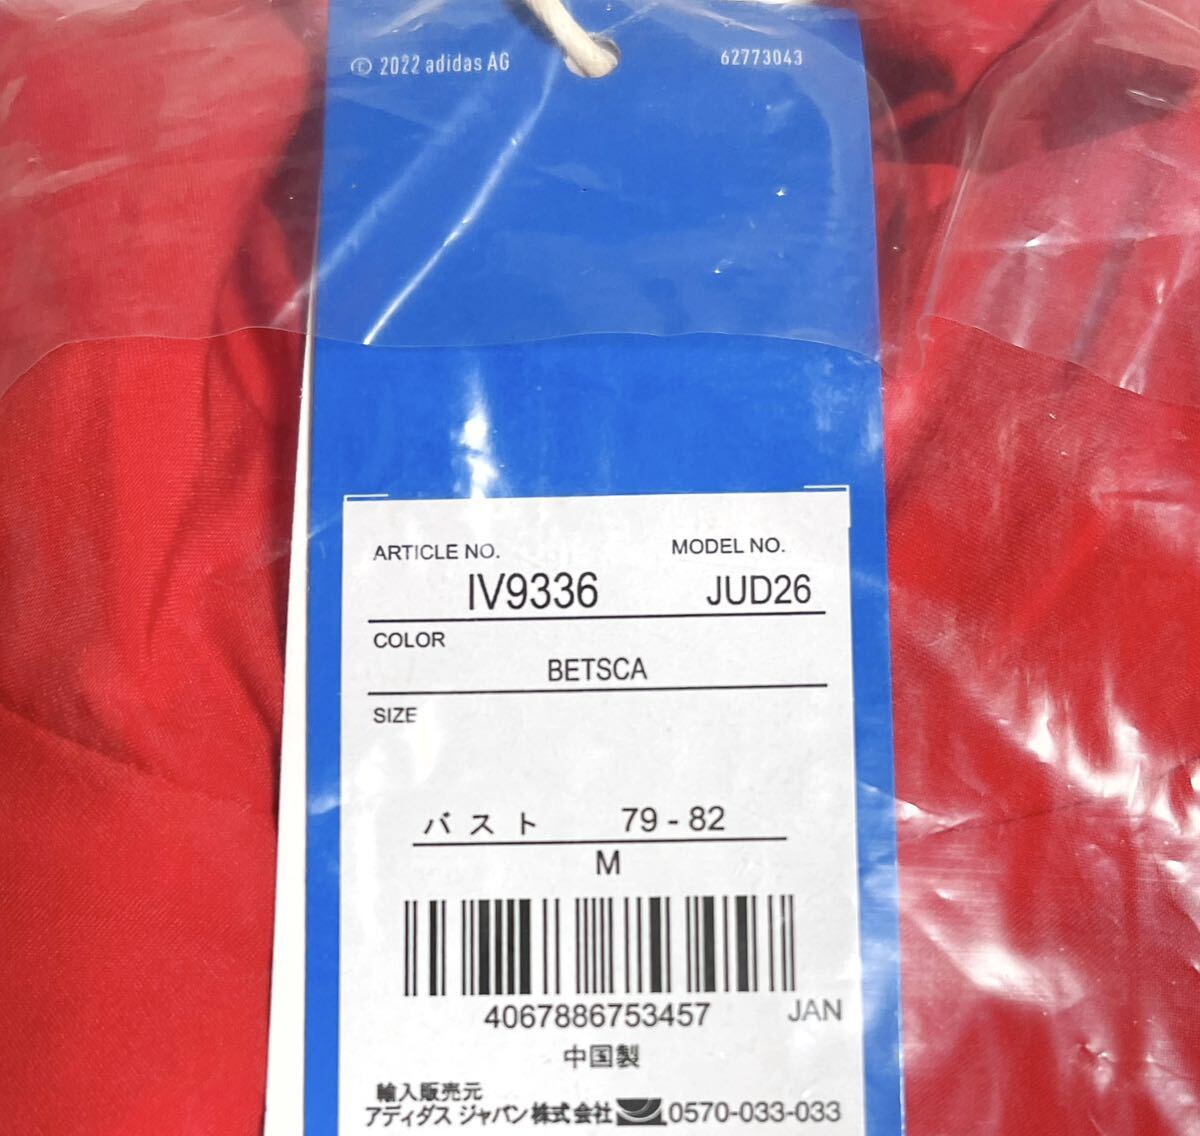 © 2022 adidas AG 62773043
ARTICLE NO. MODEL NO.
IV9336 JUD26
COLOR
BETSCA
SIZE
バスト 79 - 82
M
4067886753457 JAN
中国製
輸入販売元
アディダス ジャパン株式会社 0570-033-033